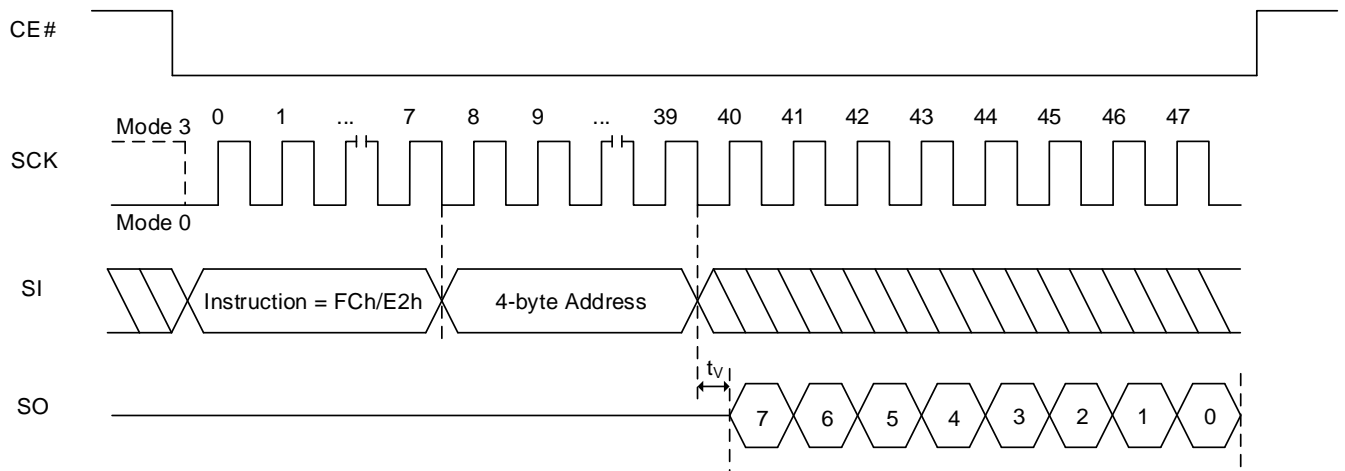 CE#
Mode 3 0 1 ... 7 8 9 ... 39 40 41 42 43 44 45 46 47
SCK
Mode 0
SI Instruction = FCh/E2h 4-byte Address
tV
SO 7 6 5 4 3 2 1 0